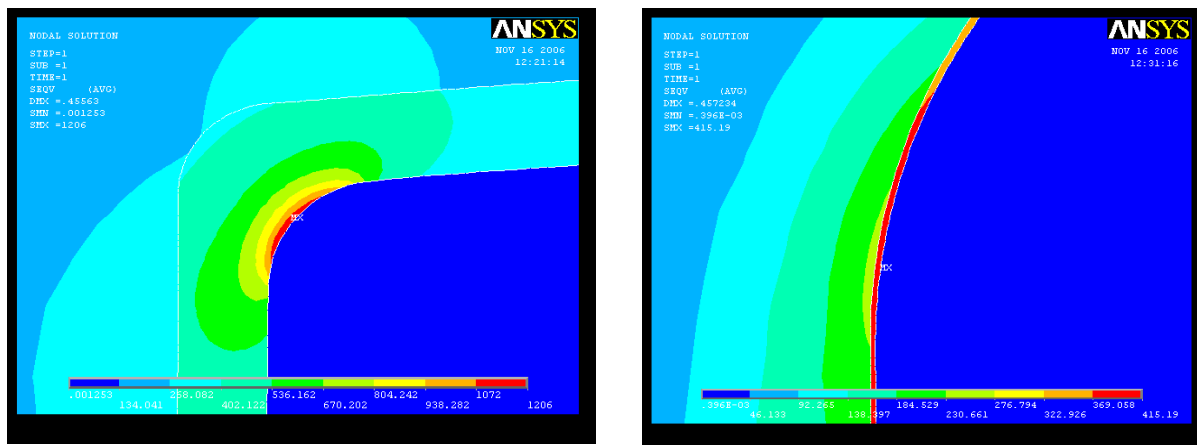 ANSYS
NODAL SOLUTION
NOV 16 2006
12:21:14
STEP=1
SUB =1
TIME=1
SEQV (AVG)
DMX =.45563
SMN =.001253
SMX =1206
MX
.001253 258.082 536.162 804.242 1072
134.041 402.122 670.202 938.282 1206
ANSYS
NODAL SOLUTION
NOV 16 2006
12:31:16
STEP=1
SUB =1
TIME=1
SEQV (AVG)
DMX =.457234
SMN =.396E-03
SMX =415.19
MX
.396E-03 92.265 184.529 276.794 369.058
46.133 138.397 230.661 322.926 415.19